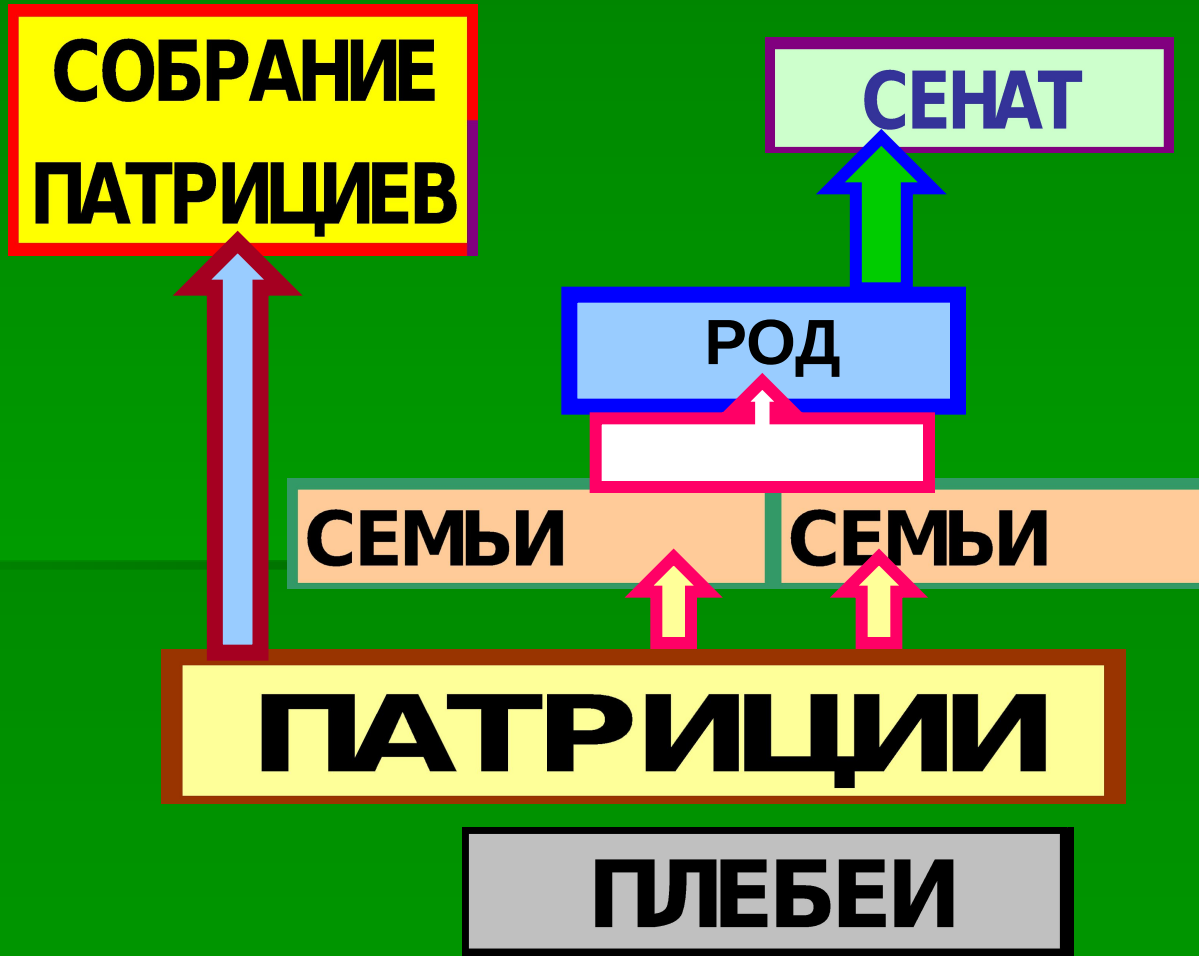 СОБРАНИЕ
ПАТРИЦИЕВ
СЕНАТ
РОД
СЕМЬИ
СЕМЬИ
ПАТРИЦИИ
ПЛЕБЕИ